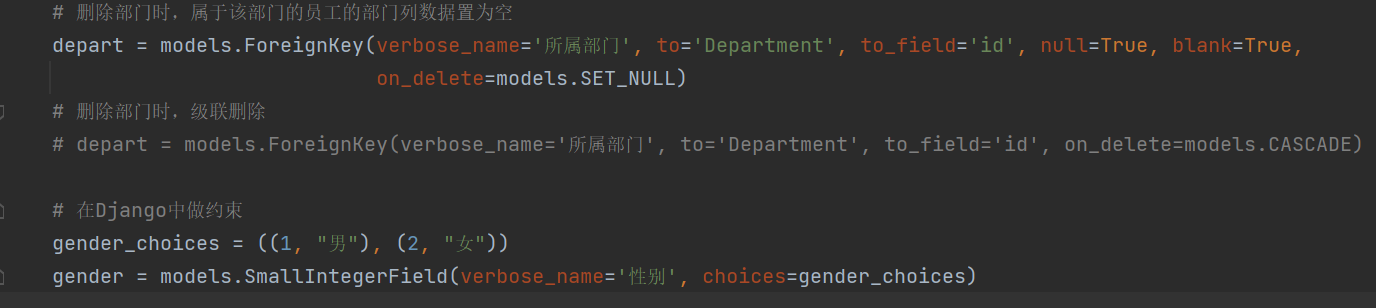 # 删除部门时，属于该部门的员工的部门列数据置为空
depart = models.ForeignKey(verbose_name='所属部门', to='Department', to_field='id', null=True, blank=True,
on_delete=models.SET_NULL)
# 删除部门时，级联删除
# depart = models.ForeignKey(verbose_name='所属部门', to='Department', to_field='id', on_delete=models.CASCADE)
# 在Django中做约束
gender_choices = ((1, "男"), (2, "女"))
gender = models.SmallIntegerField(verbose_name='性别', choices=gender_choices)